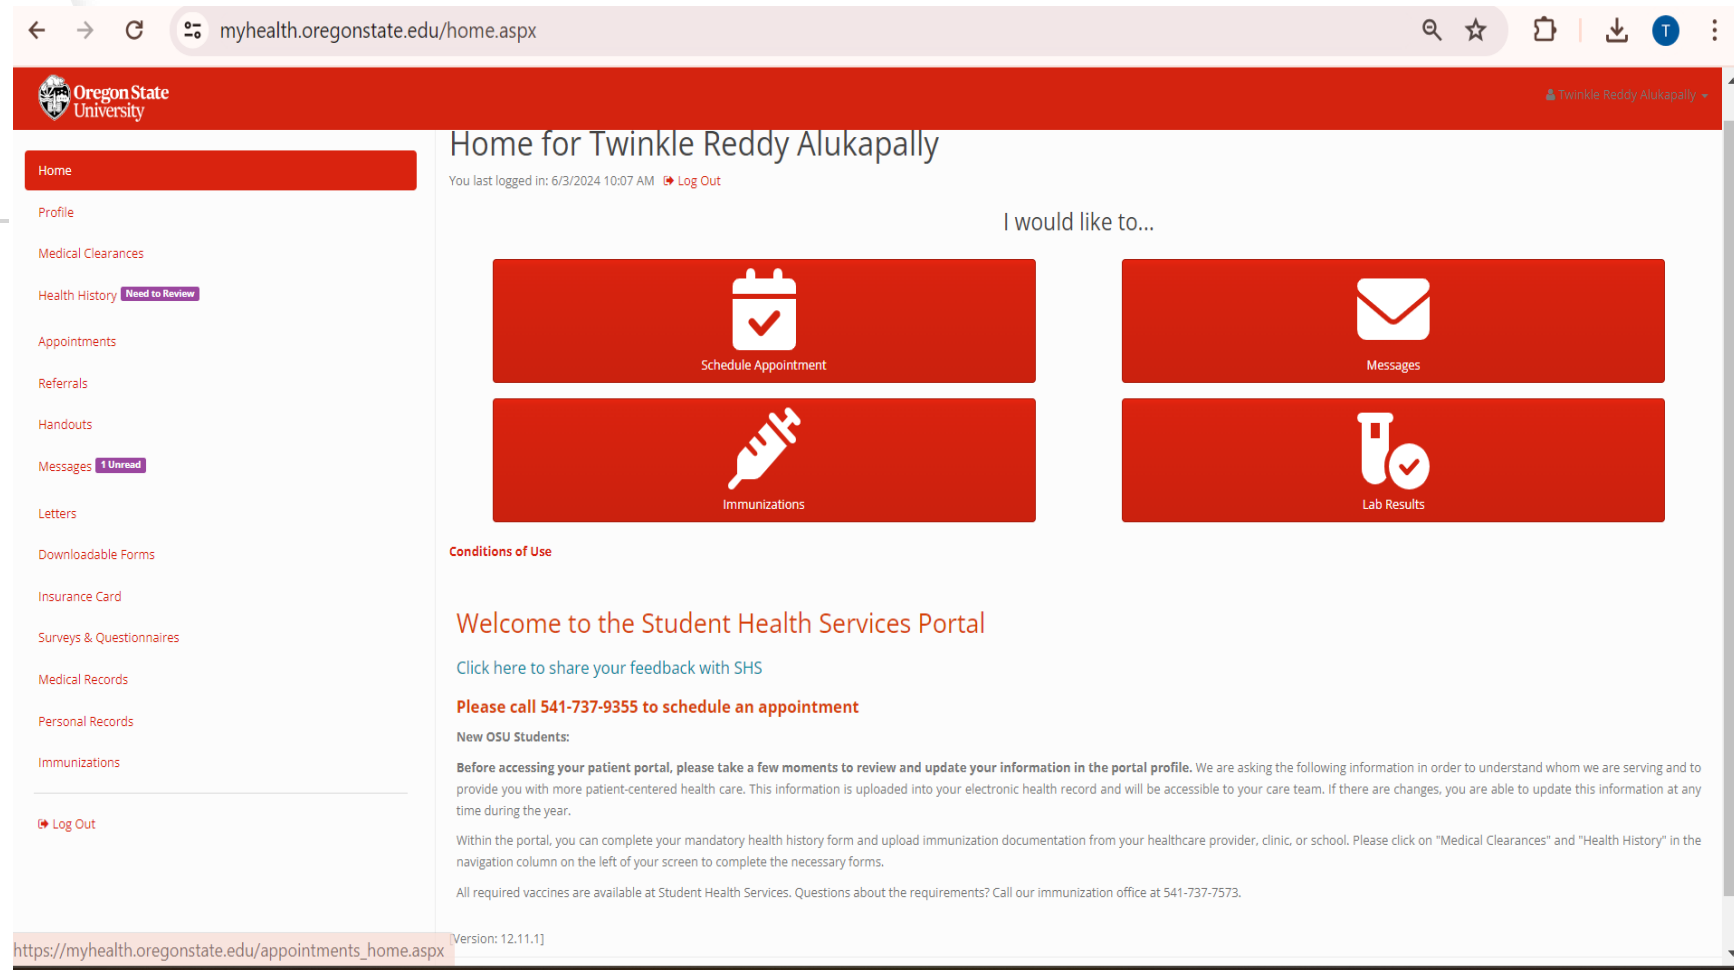 myhealth.oregonstate.edu/home.aspx
T
Oregon State
University
Twinkle Reddy Alukapally
Home for Twinkle Reddy Alukapally
You last logged in: 6/3/2024 10:07 AM Log Out
I would like to...
Home
Profile
Medical Clearances
Health History Need to Review
Appointments
Referrals
Handouts
Messages 1 Unread
Letters
Downloadable Forms
Insurance Card
Surveys & Questionnaires
Medical Records
Personal Records
Immunizations
Log Out
Schedule Appointment
Messages
Immunizations
Lab Results
Conditions of Use
Welcome to the Student Health Services Portal
Click here to share your feedback with SHS
Please call 541-737-9355 to schedule an appointment
New OSU Students:
Before accessing your patient portal, please take a few moments to review and update your information in the portal profile. We are asking the following information in order to understand whom we are serving and to
provide you with more patient-centered health care. This information is uploaded into your electronic health record and will be accessible to your care team. If there are changes, you are able to update this information at any
time during the year.
Within the portal, you can complete your mandatory health history form and upload immunization documentation from your healthcare provider, clinic, or school. Please click on "Medical Clearances" and "Health History" in the
navigation column on the left of your screen to complete the necessary forms.
All required vaccines are available at Student Health Services. Questions about the requirements? Call our immunization office at 541-737-7573.
[Version: 12.11.1]
https://myhealth.oregonstate.edu/appointments_home.aspx